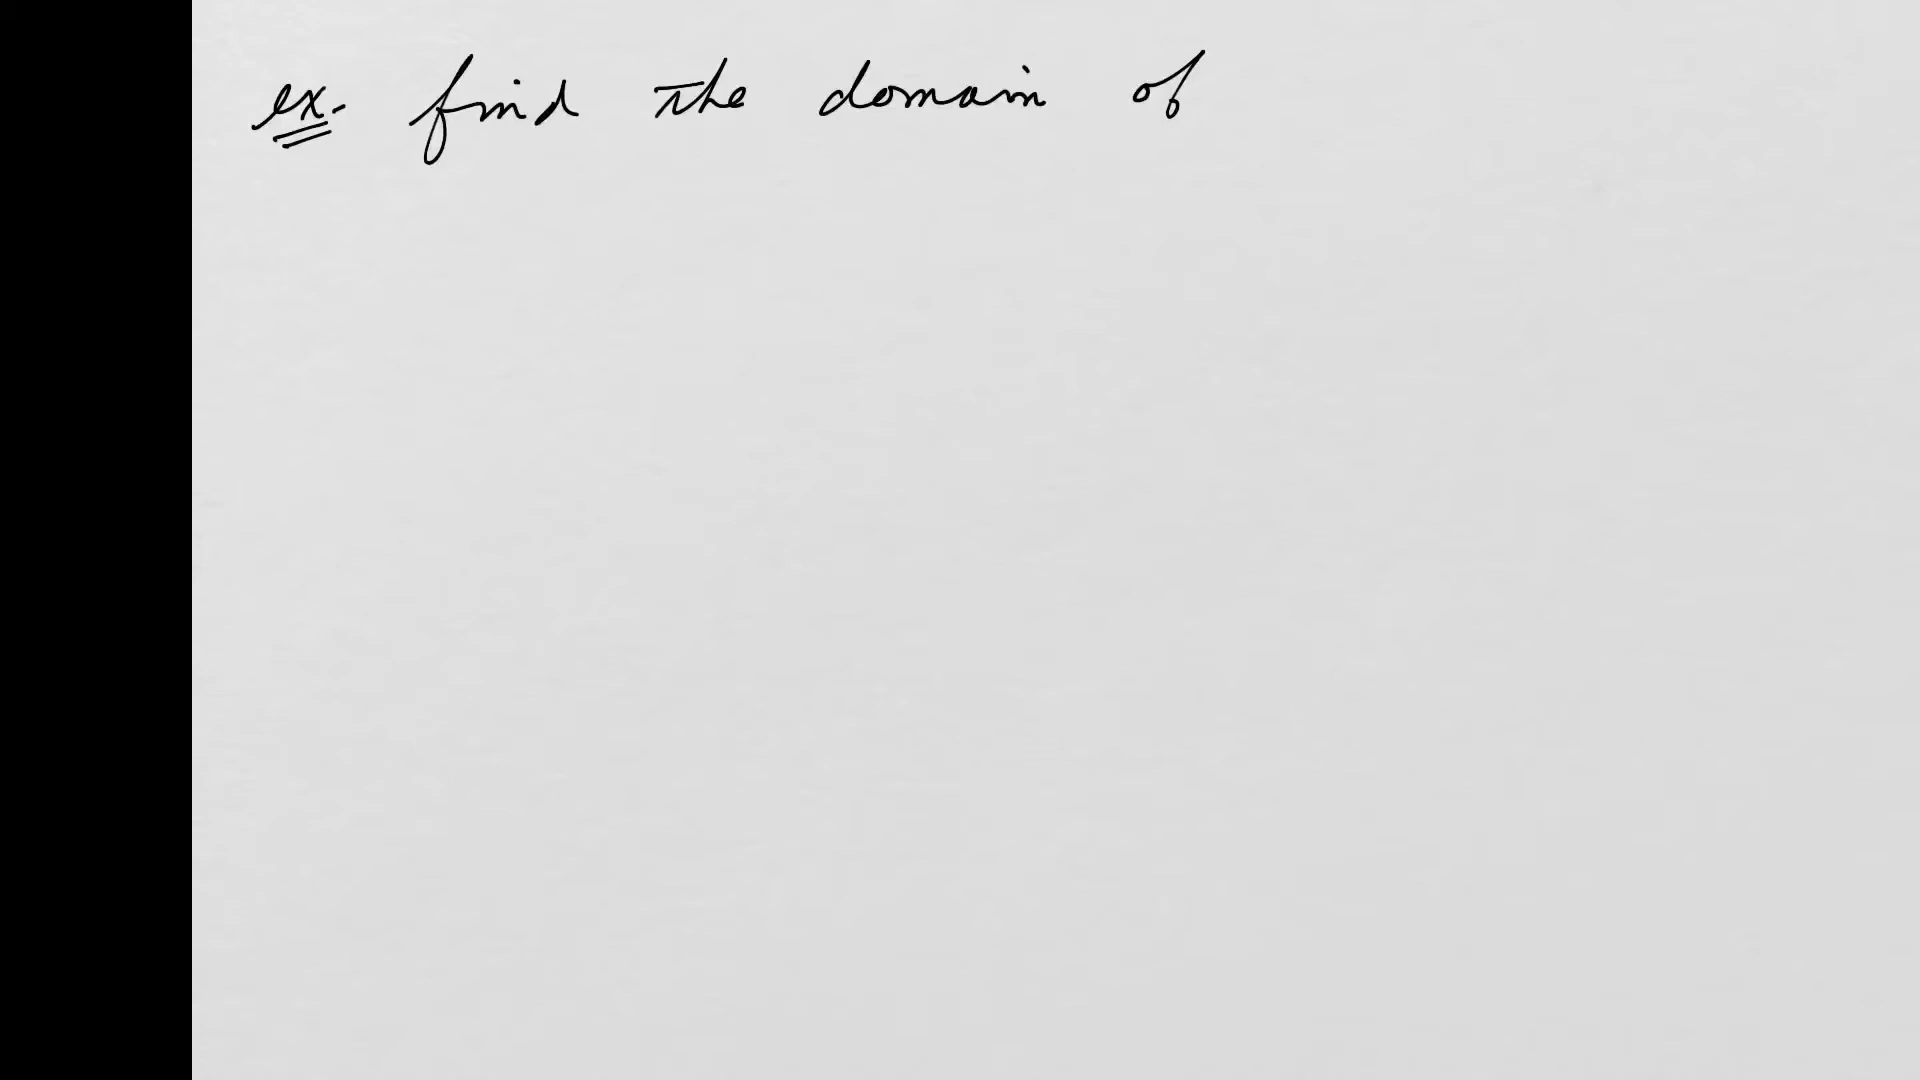 ex. find the domain of